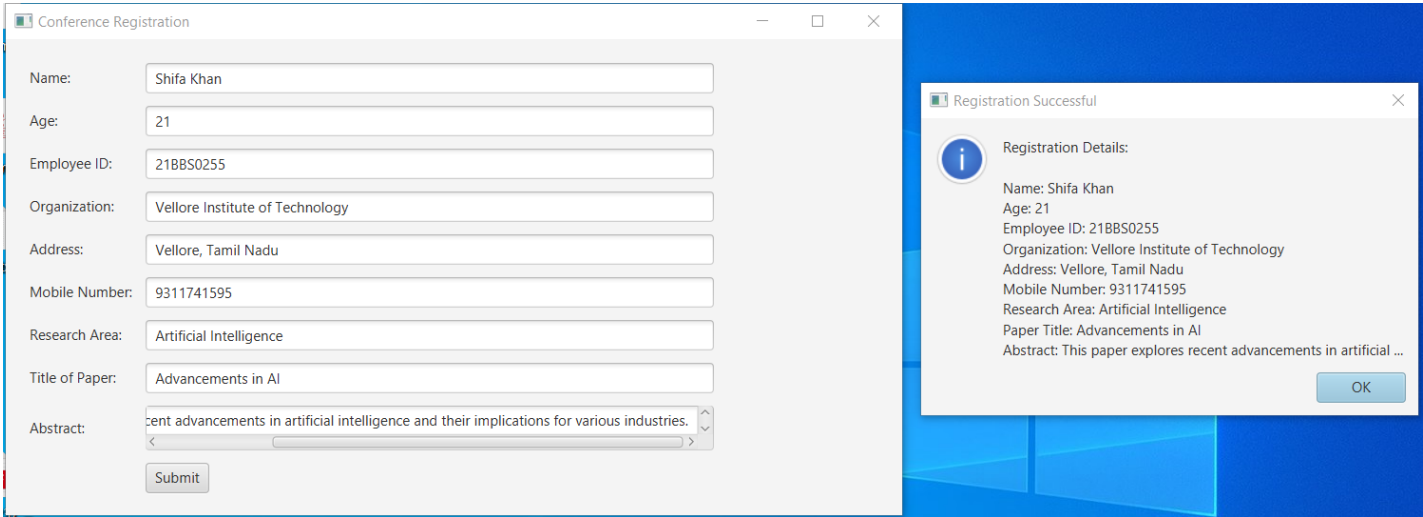 Conference Registration
Name: Shifa Khan
Age: 21
Employee ID: 21BBS0255
Organization: Vellore Institute of Technology
Address: Vellore, Tamil Nadu
Mobile Number: 9311741595
Research Area: Artificial Intelligence
Title of Paper: Advancements in AI
Abstract: cent advancements in artificial intelligence and their implications for various industries.
Submit
Registration Successful
Registration Details:
Name: Shifa Khan
Age: 21
Employee ID: 21BBS0255
Organization: Vellore Institute of Technology
Address: Vellore, Tamil Nadu
Mobile Number: 9311741595
Research Area: Artificial Intelligence
Paper Title: Advancements in AI
Abstract: This paper explores recent advancements in artificial ...
OK